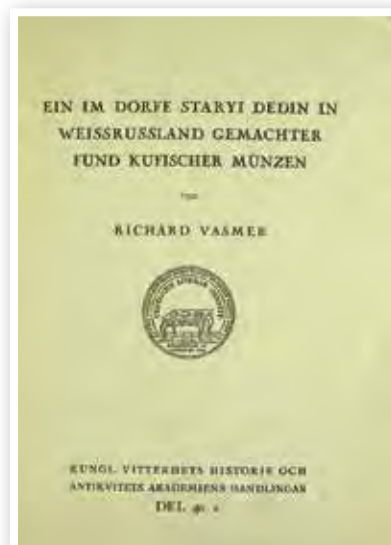 EIN IM DORFE STARYI DEDIN IN
WEISSRUSSLAND GEMACHTER
FUND KUFISCHER MÜNZEN
VON
RICHARD VASMER
KUNGL. VITTERHETS HISTORIE OCH
ANTIKVITETS AKADEMIENS HANDLINGAR
DEL 40. 2